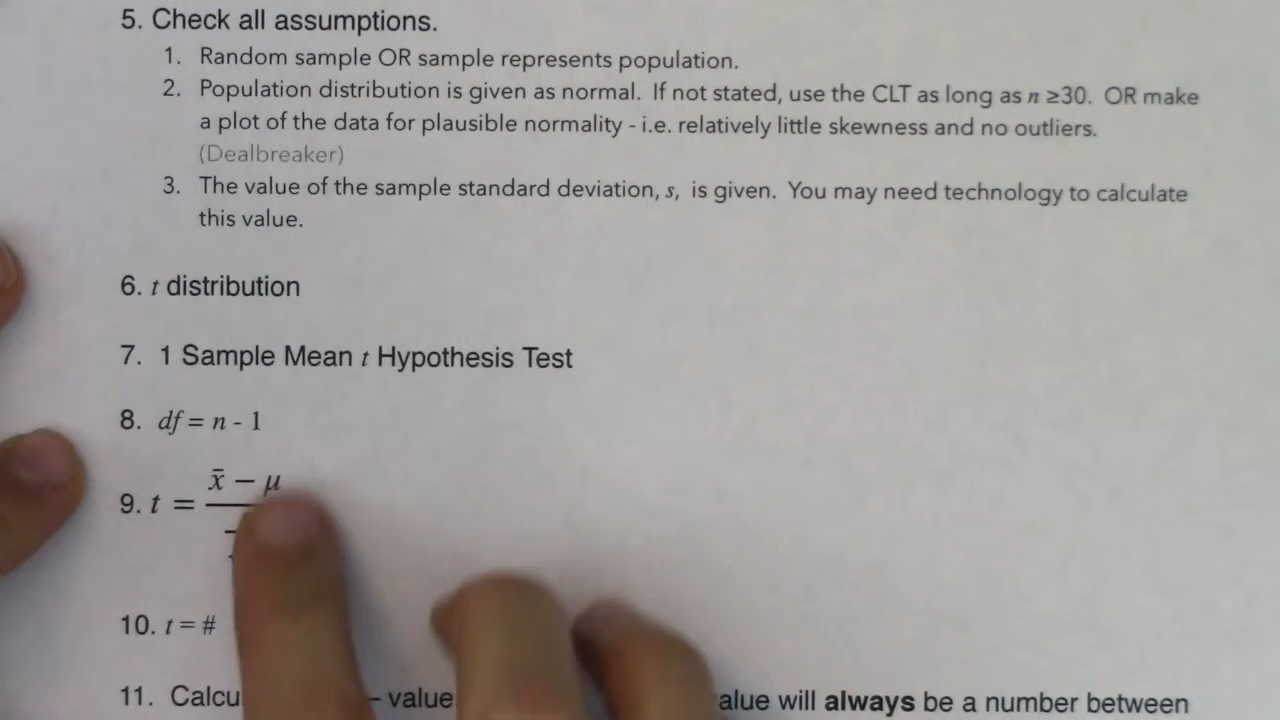 5. Check all assumptions.
1. Random sample OR sample represents population.
2. Population distribution is given as normal. If not stated, use the CLT as long as n ≥30. OR make
a plot of the data for plausible normality - i.e. relatively little skewness and no outliers.
(Dealbreaker)
3. The value of the sample standard deviation, s, is given. You may need technology to calculate
this value.
6. t distribution
7. 1 Sample Mean t Hypothesis Test
8. df = n - 1
9. t = x̄ − μ
10. t = #
11. – value will always be a number between